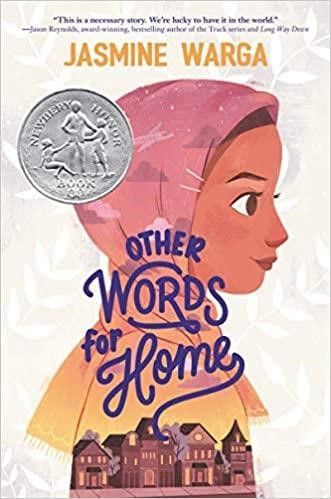 "This is a necessary story. We're lucky to have it in the world."
—Jason Reynolds, award-winning, bestselling author of the Track series and Long Way Down
JASMINE WARGA
NEWBERY HONOR
BOOK
OTHER
WORDS
for
Home